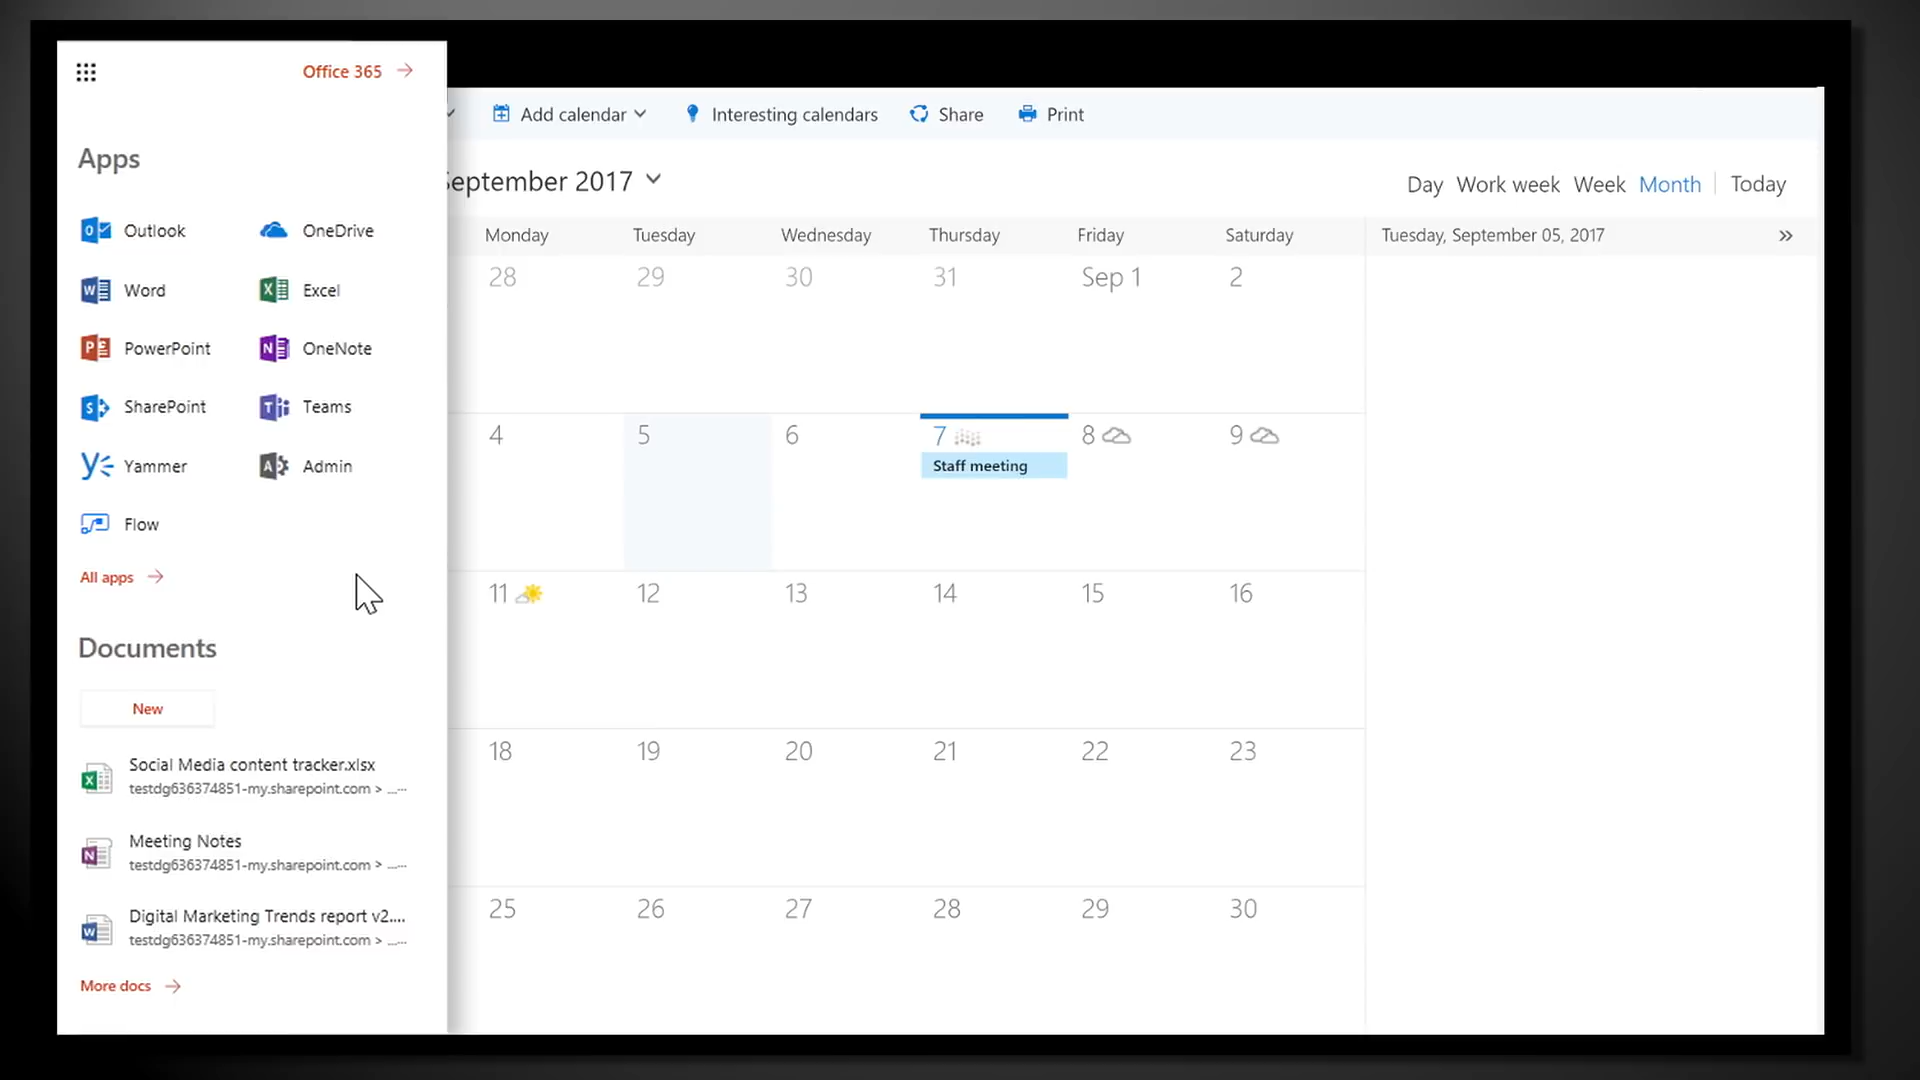 Office 365
Apps
Outlook OneDrive
Word Excel
PowerPoint OneNote
SharePoint Teams
Yammer Admin
Flow
All apps
Documents
New
Social Media content tracker.xlsx
testdg636374851-my.sharepoint.com > ...
Meeting Notes
testdg636374851-my.sharepoint.com > ...
Digital Marketing Trends report v2....
testdg636374851-my.sharepoint.com > ...
More docs
Add calendar Interesting calendars Share Print
September 2017
Day Work week Week Month Today
Monday Tuesday Wednesday Thursday Friday Saturday Tuesday, September 05, 2017
28 29 30 31 Sep 1 2
4 5 6 7 8 9
Staff meeting
11 12 13 14 15 16
18 19 20 21 22 23
25 26 27 28 29 30